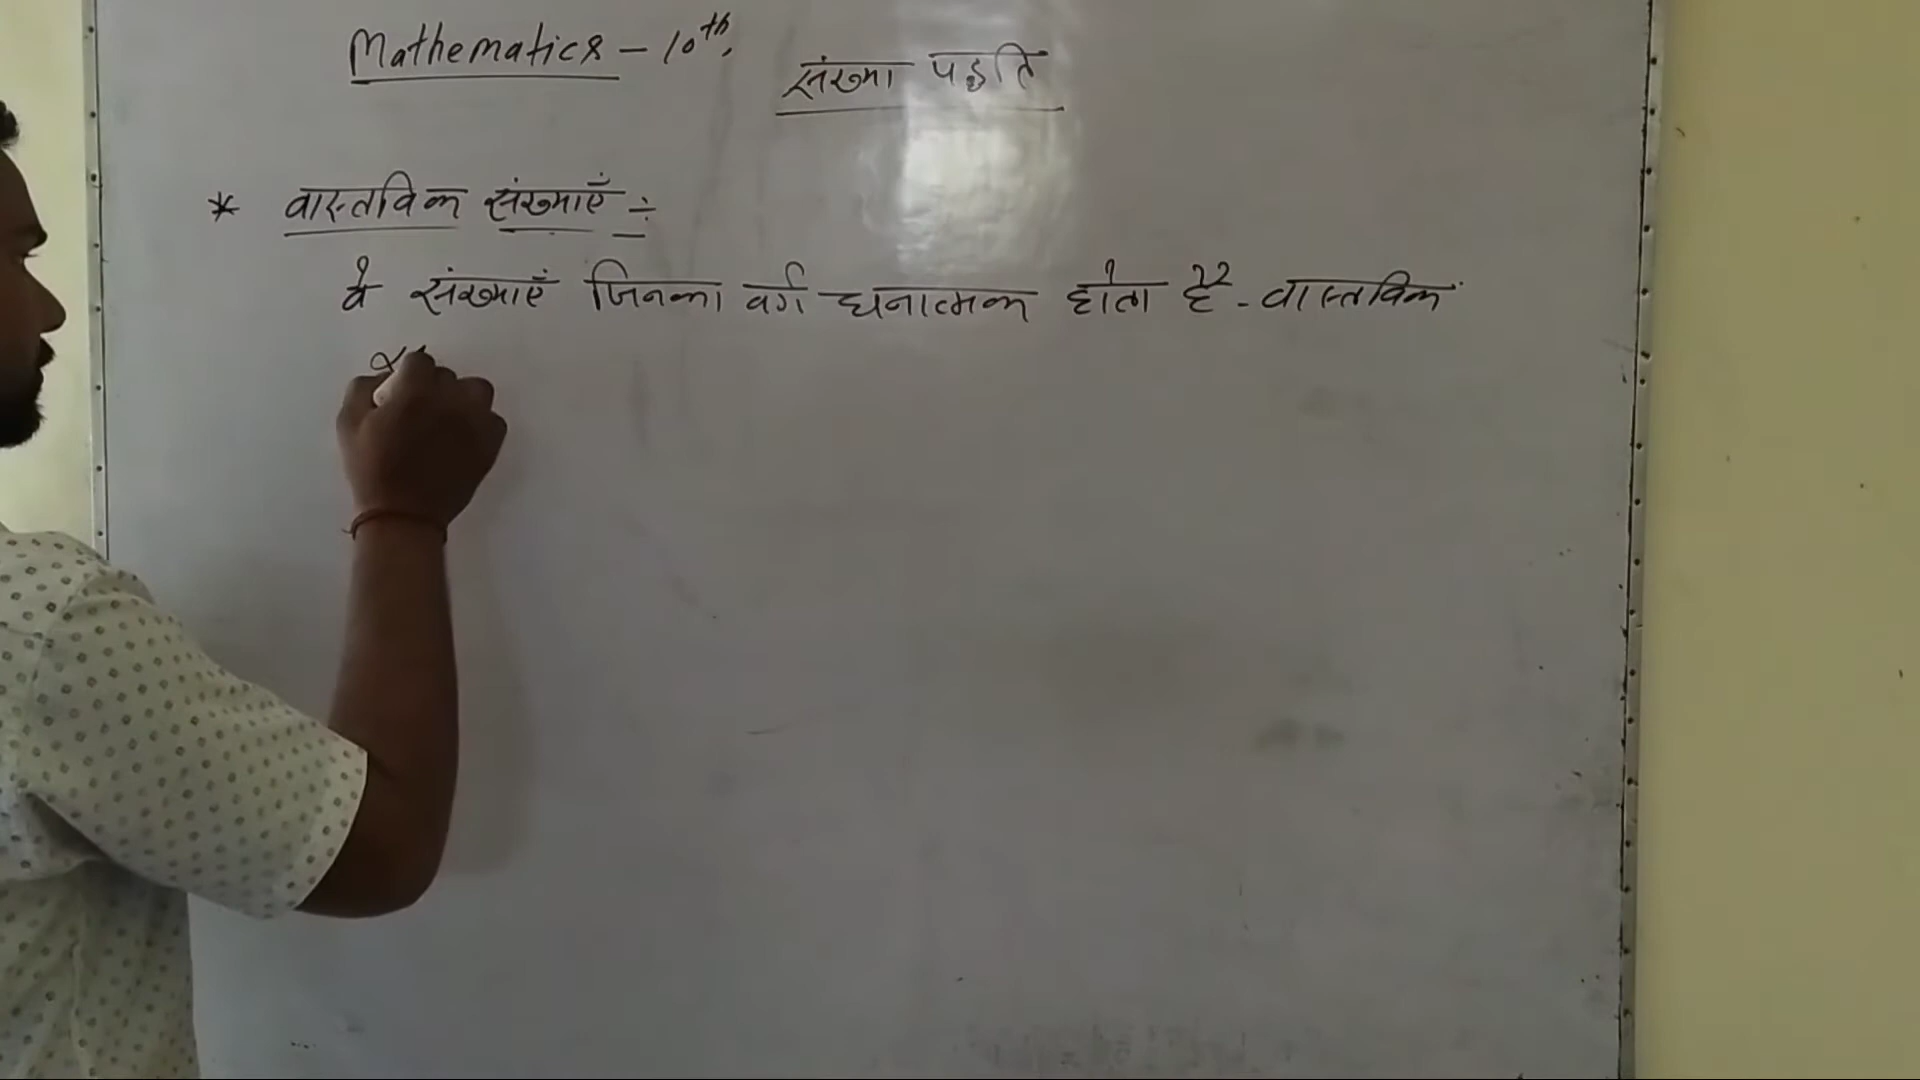 Mathematics - 10th.
संख्या पद्धति
* वास्तविक संख्याएँ ÷
वे संख्याएँ जिनका वर्ग धनात्मक होता है - वास्तविक